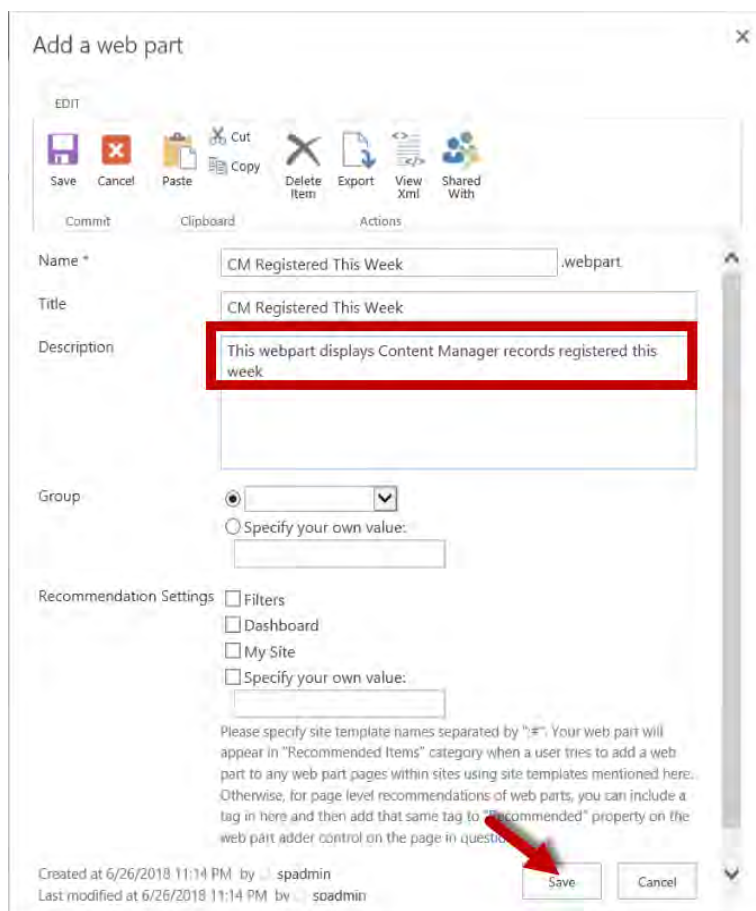 Add a web part
EDIT
Save
Cancel
Paste
Cut
Copy
Delete Item
Export
View Xml
Shared With
Commit
Clipboard
Actions
Name *
CM Registered This Week
.webpart
Title
CM Registered This Week
Description
This webpart displays Content Manager records registered this
week
Group
Specify your own value:
Recommendation Settings
Filters
Dashboard
My Site
Specify your own value:
Please specify site template names separated by ";#". Your web part will
appear in "Recommended Items" category when a user tries to add a web
part to any web part pages within sites using site templates mentioned here.
Otherwise, for page level recommendations of web parts, you can include a
tag in here and then add that same tag to "Recommended" property on the
web part adder control on the page in
Created at 6/26/2018 11:14 PM by spadmin
Last modified at 6/26/2018 11:14 PM by spadmin
Save
Cancel